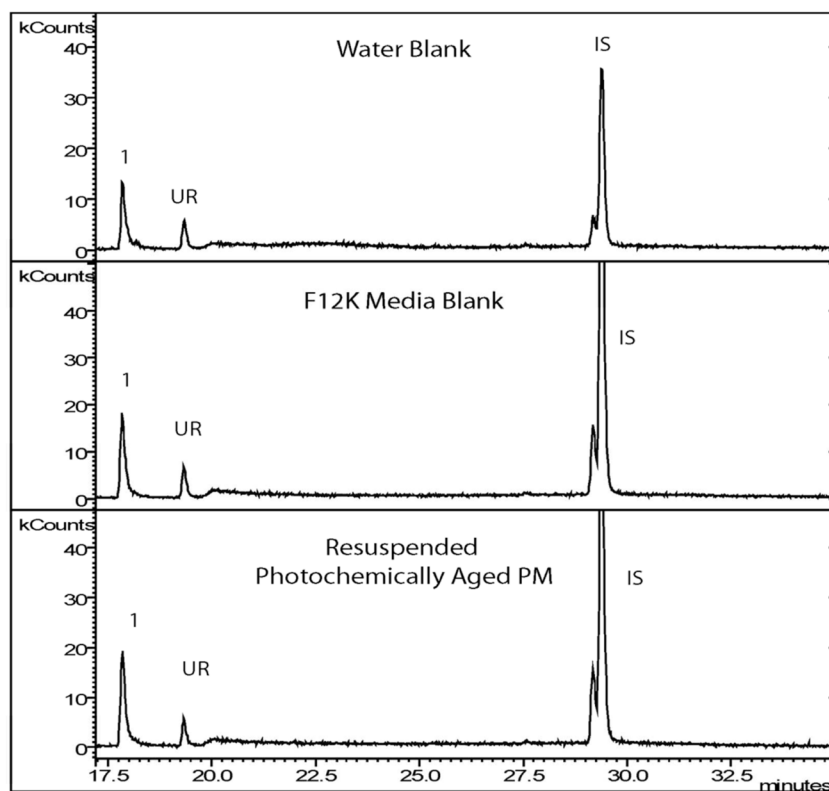 kCounts
40
30
20
10
0
Water Blank
1
UR
IS
kCounts
40
30
20
10
0
F12K Media Blank
1
UR
IS
kCounts
40
30
20
10
0
Resuspended
Photochemically Aged PM
1
UR
IS
17.5 20.0 22.5 25.0 27.5 30.0 32.5
minutes